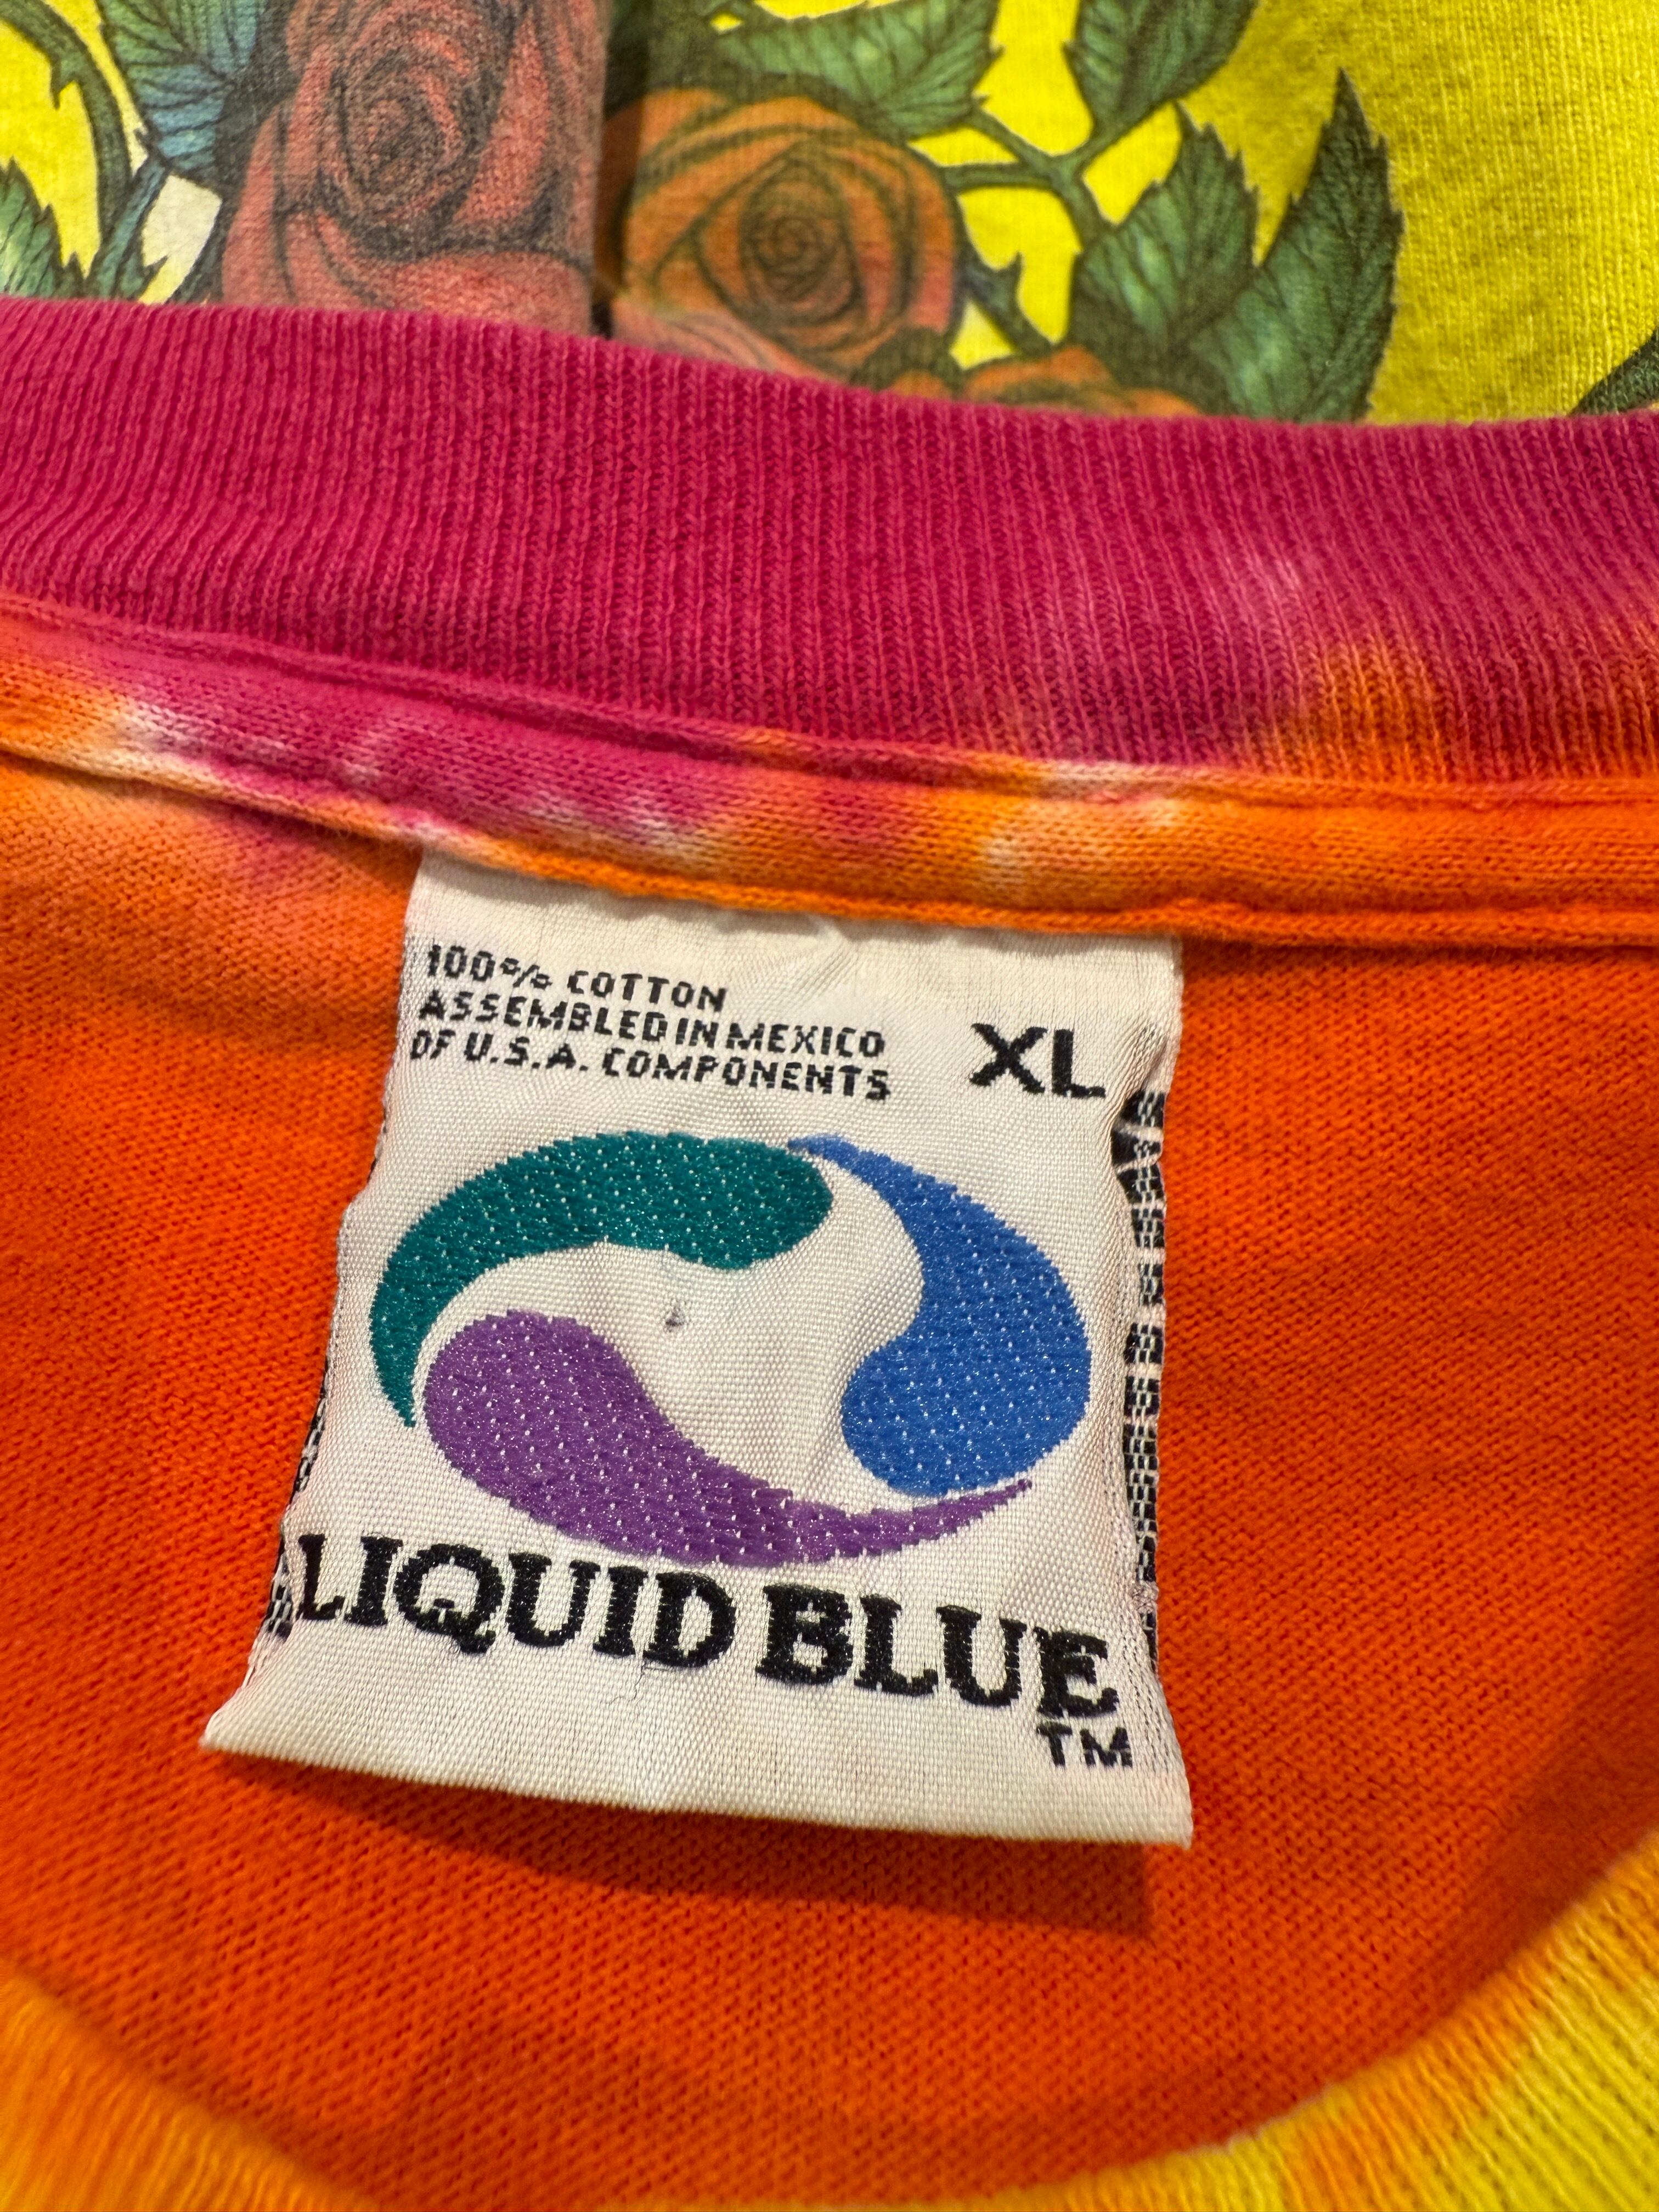 100% COTTON
ASSEMBLED IN MEXICO
OF U.S.A. COMPONENTS
XL
LIQUID BLUE
TM